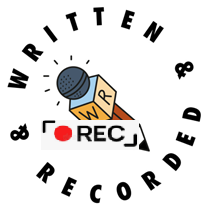 WRITTEN &
RECORDED &
W R
REC